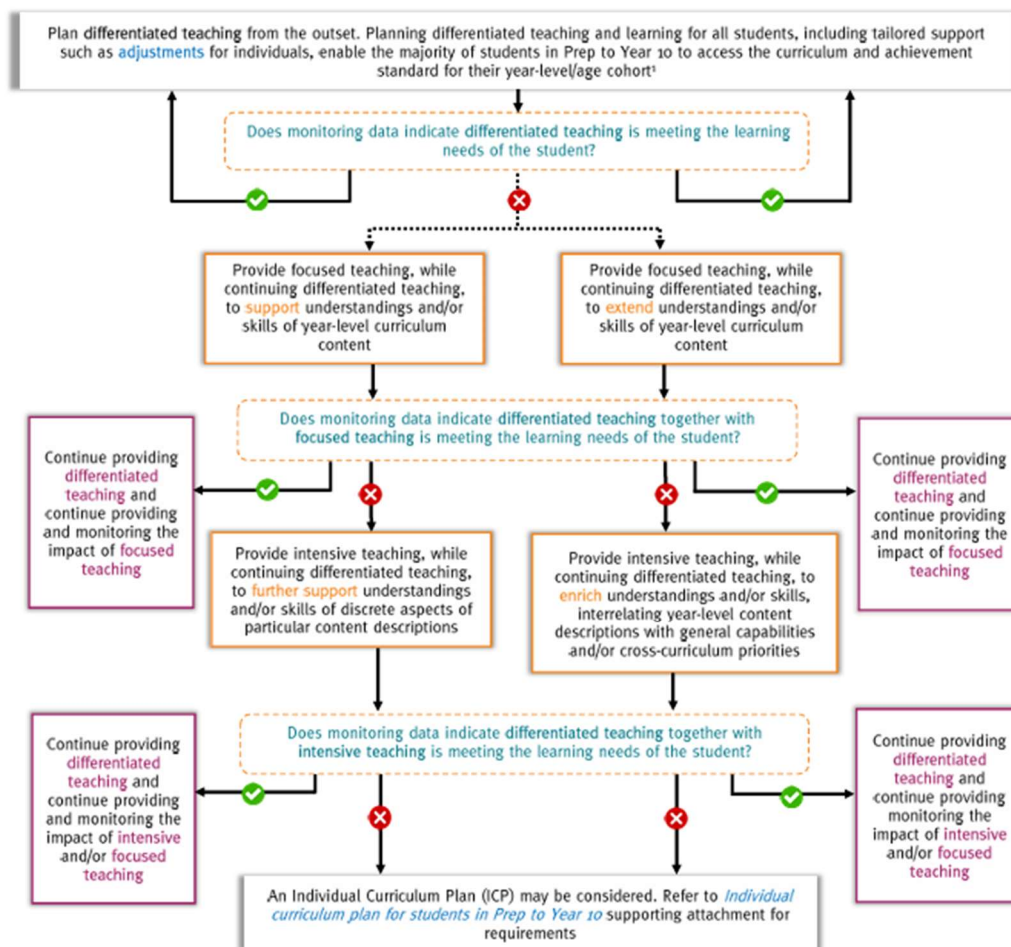 Plan differentiated teaching from the outset. Planning differentiated teaching and learning for all students, including tailored support
such as adjustments for individuals, enable the majority of students in Prep to Year 10 to access the curriculum and achievement
standard for their year-level/age cohort¹
Does monitoring data indicate differentiated teaching is meeting the learning
needs of the student?
Provide focused teaching, while
continuing differentiated teaching,
to support understandings and/or
skills of year-level curriculum
content
Provide focused teaching, while
continuing differentiated teaching,
to extend understandings and/or
skills of year-level curriculum
content
Does monitoring data indicate differentiated teaching together with
focused teaching is meeting the learning needs of the student?
Continue providing
differentiated
teaching and
continue providing
and monitoring the
impact of focused
teaching
Continue providing
differentiated
teaching and
continue providing
and monitoring the
impact of focused
teaching
Provide intensive teaching, while
continuing differentiated teaching,
to further support understandings
and/or skills of discrete aspects of
particular content descriptions
Provide intensive teaching, while
continuing differentiated teaching, to
enrich understandings and/or skills,
interrelating year-level content
descriptions with general capabilities
and/or cross-curriculum priorities
Does monitoring data indicate differentiated teaching together with
intensive teaching is meeting the learning needs of the student?
Continue providing
differentiated
teaching and
continue providing
and monitoring the
impact of intensive
and/or focused
teaching
Continue providing
differentiated
teaching and
continue providing
monitoring the
impact of intensive
and/or focused
teaching
An Individual Curriculum Plan (ICP) may be considered. Refer to Individual
curriculum plan for students in Prep to Year 10 supporting attachment for
requirements